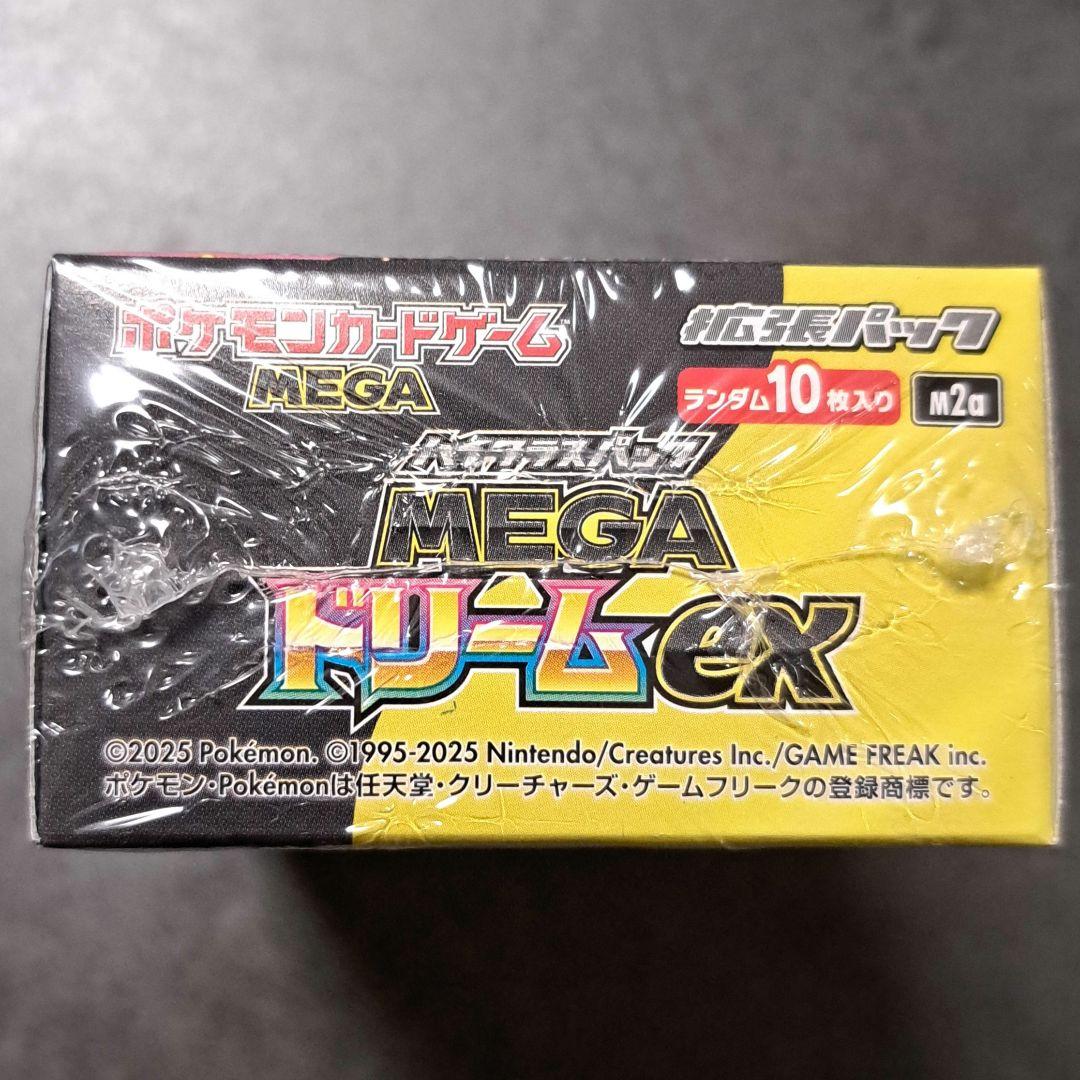 ポケモンカードゲーム™
MEGA
拡張パック
ランダム10枚入り
M2a
ハイクラスパック
MEGA
ドリームex
©2025 Pokémon. ©1995-2025 Nintendo/Creatures Inc./GAME FREAK inc.
ポケモン・Pokémonは任天堂・クリーチャーズ・ゲームフリークの登録商標です。